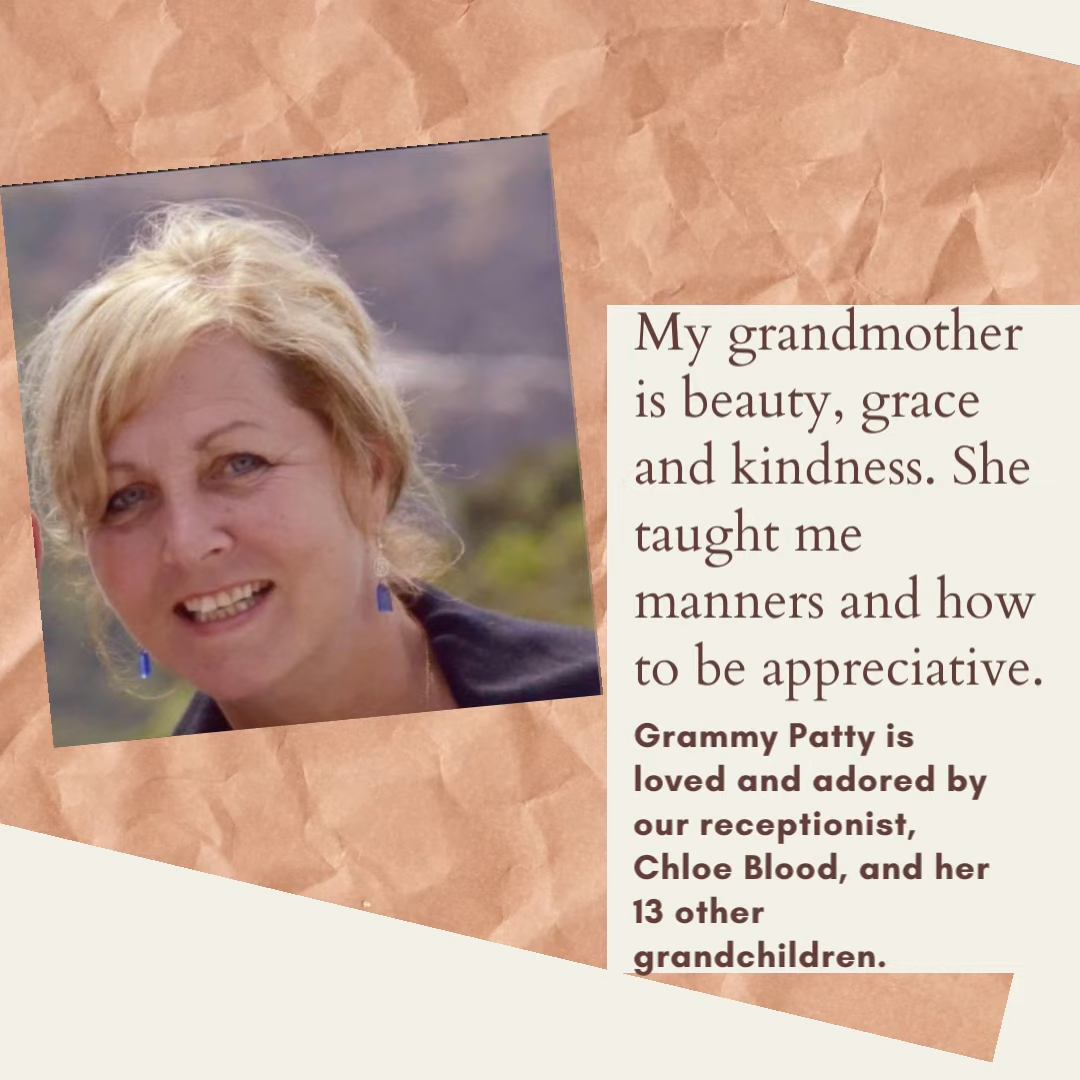 My grandmother
is beauty, grace
and kindness. She
taught me
manners and how
to be appreciative.
Grammy Patty is
loved and adored by
our receptionist,
Chloe Blood, and her
13 other
grandchildren.